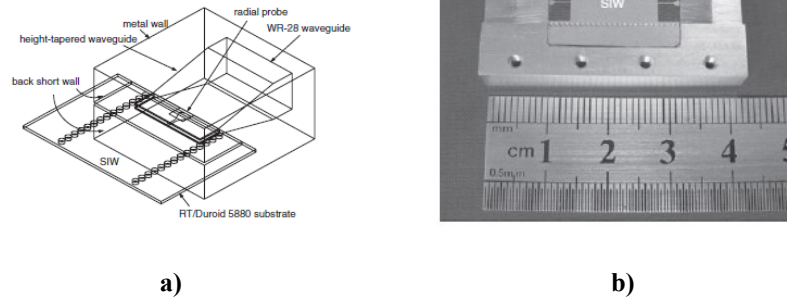 metal wall
radial probe
WR-28 waveguide
height-tapered waveguide
back short wall
SIW
RT/Duroid 5880 substrate
SIW
mm
cm 1 2 3 4
0.5mm
a) b)